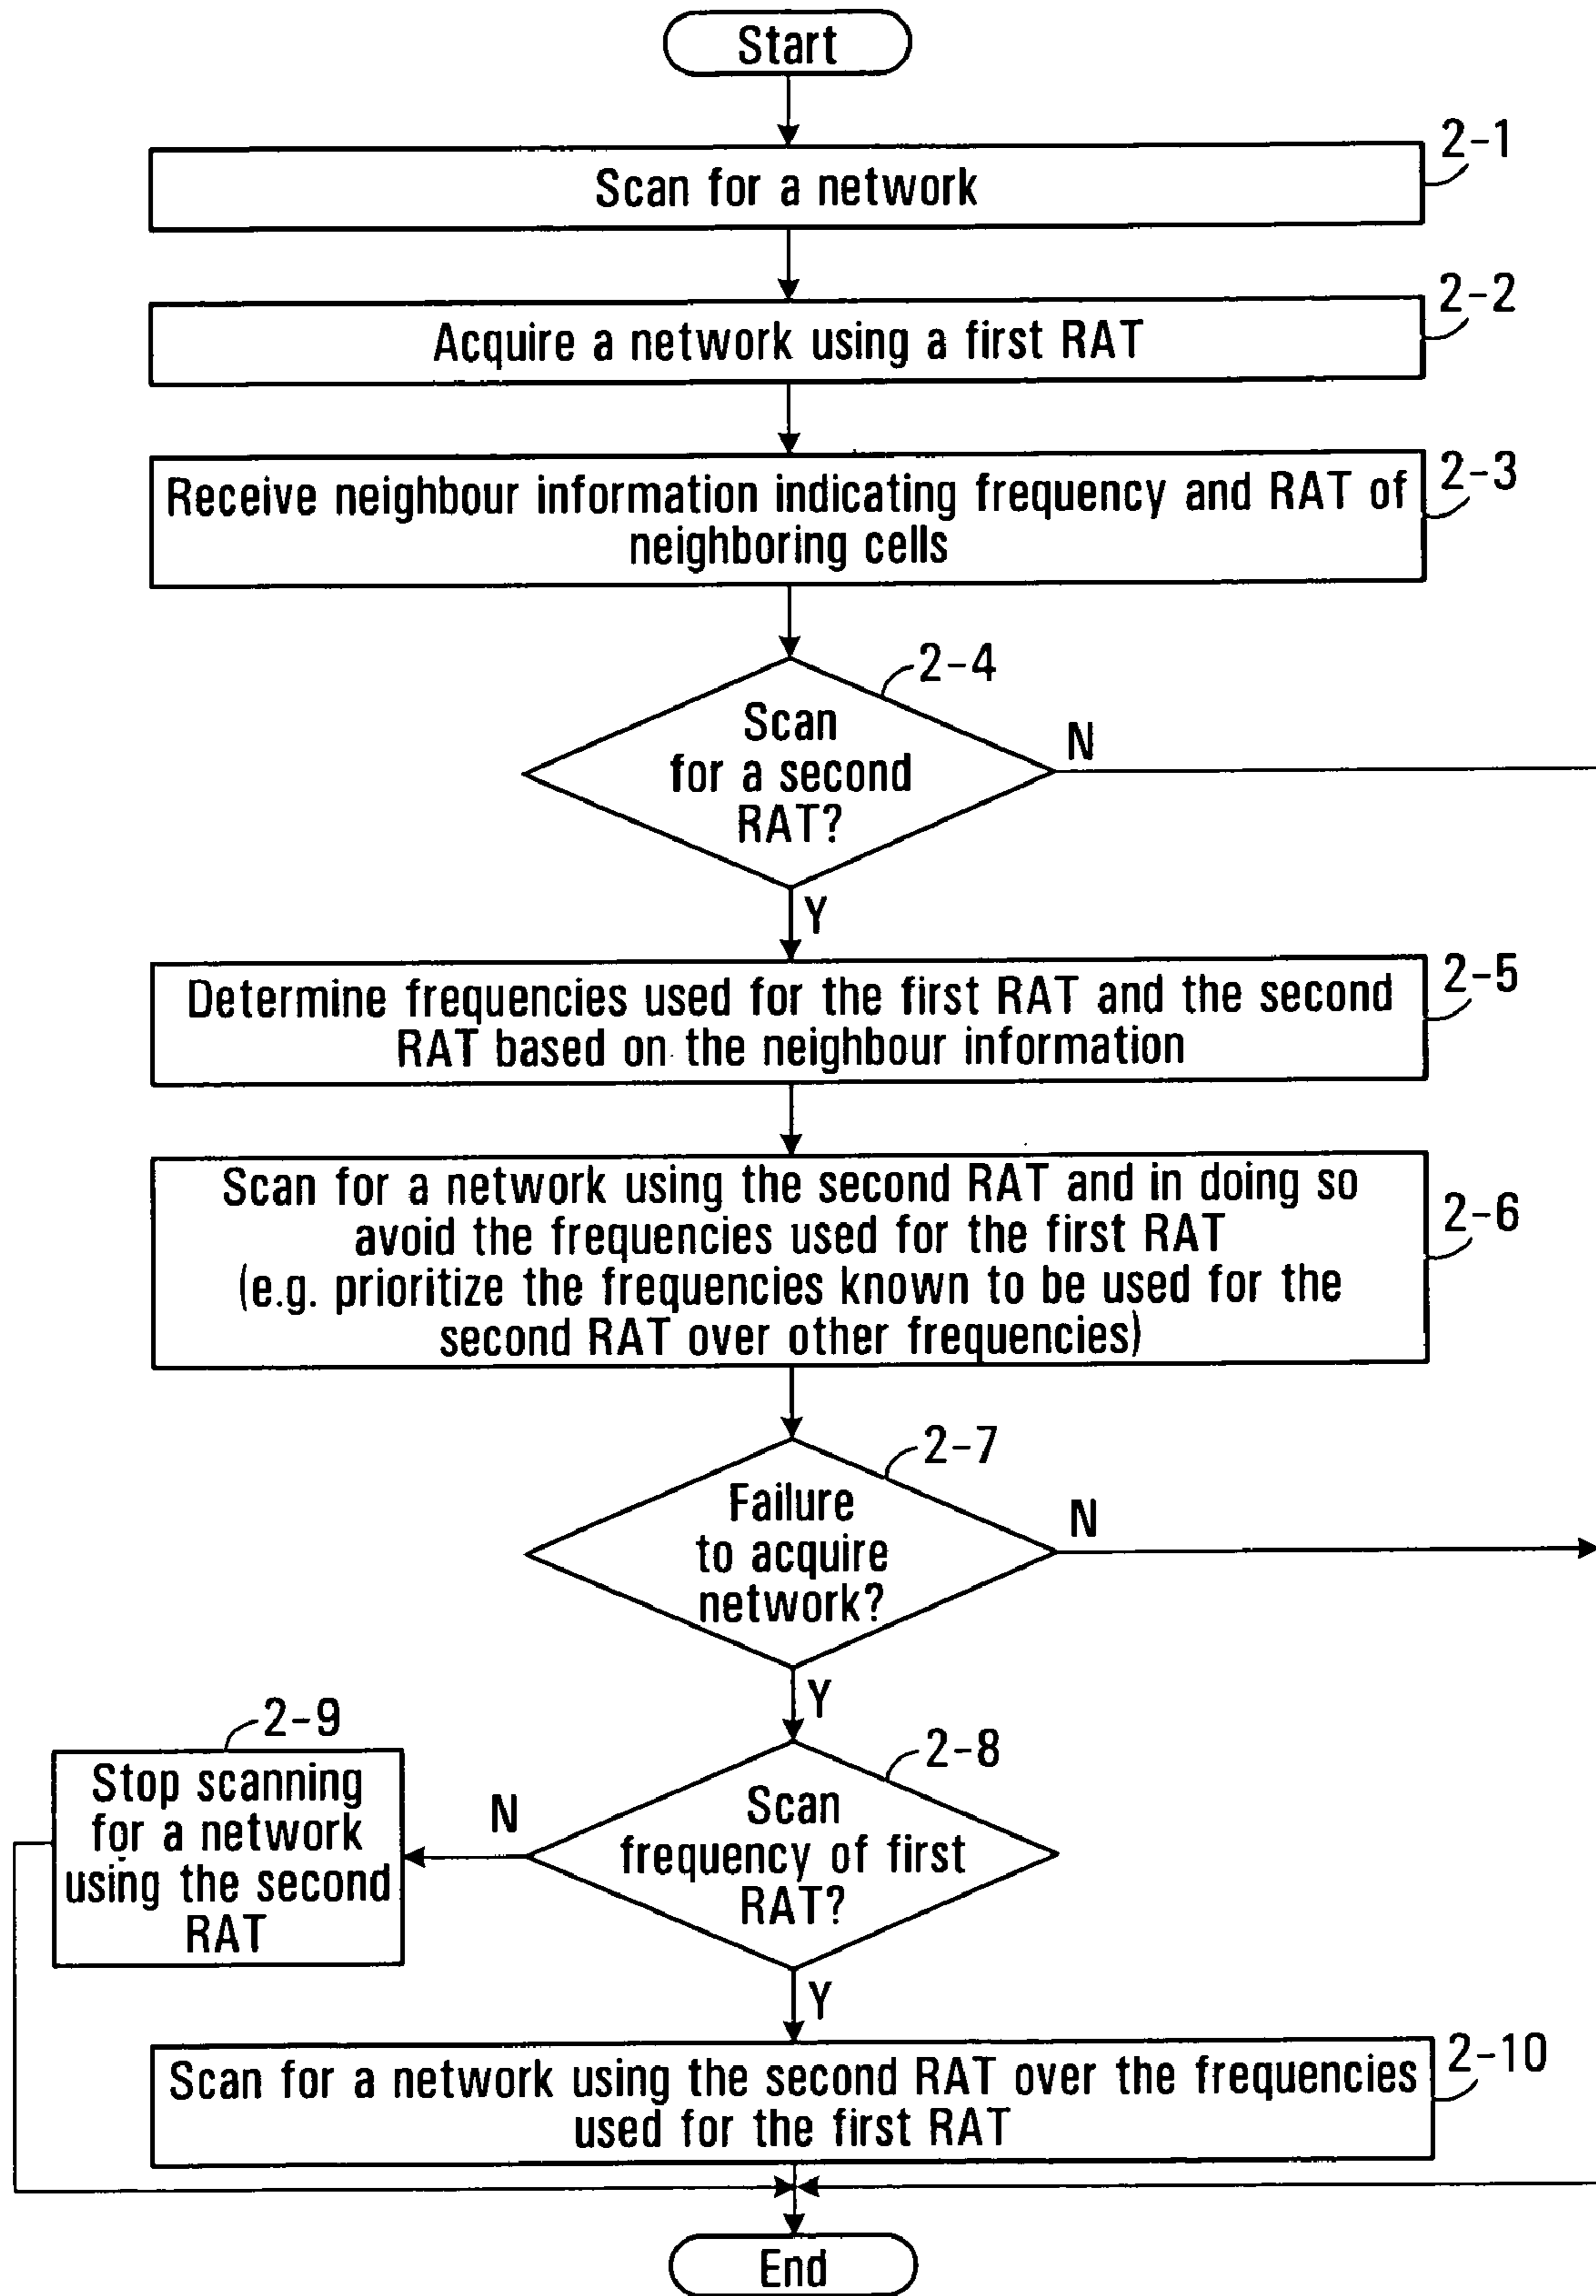 Start
2-1
Scan for a network
2-2
Acquire a network using a first RAT
2-3
Receive neighbour information indicating frequency and RAT of
neighboring cells
2-4
Scan
for a second
RAT?
N
Y
2-5
Determine frequencies used for the first RAT and the second
RAT based on the neighbour information
2-6
Scan for a network using the second RAT and in doing so
avoid the frequencies used for the first RAT
(e.g. prioritize the frequencies known to be used for the
second RAT over other frequencies)
2-7
Failure
to acquire
network?
N
Y
2-9
Stop scanning
for a network
using the second
RAT
2-8
Scan
frequency of first
RAT?
N
Y
2-10
Scan for a network using the second RAT over the frequencies
used for the first RAT
End